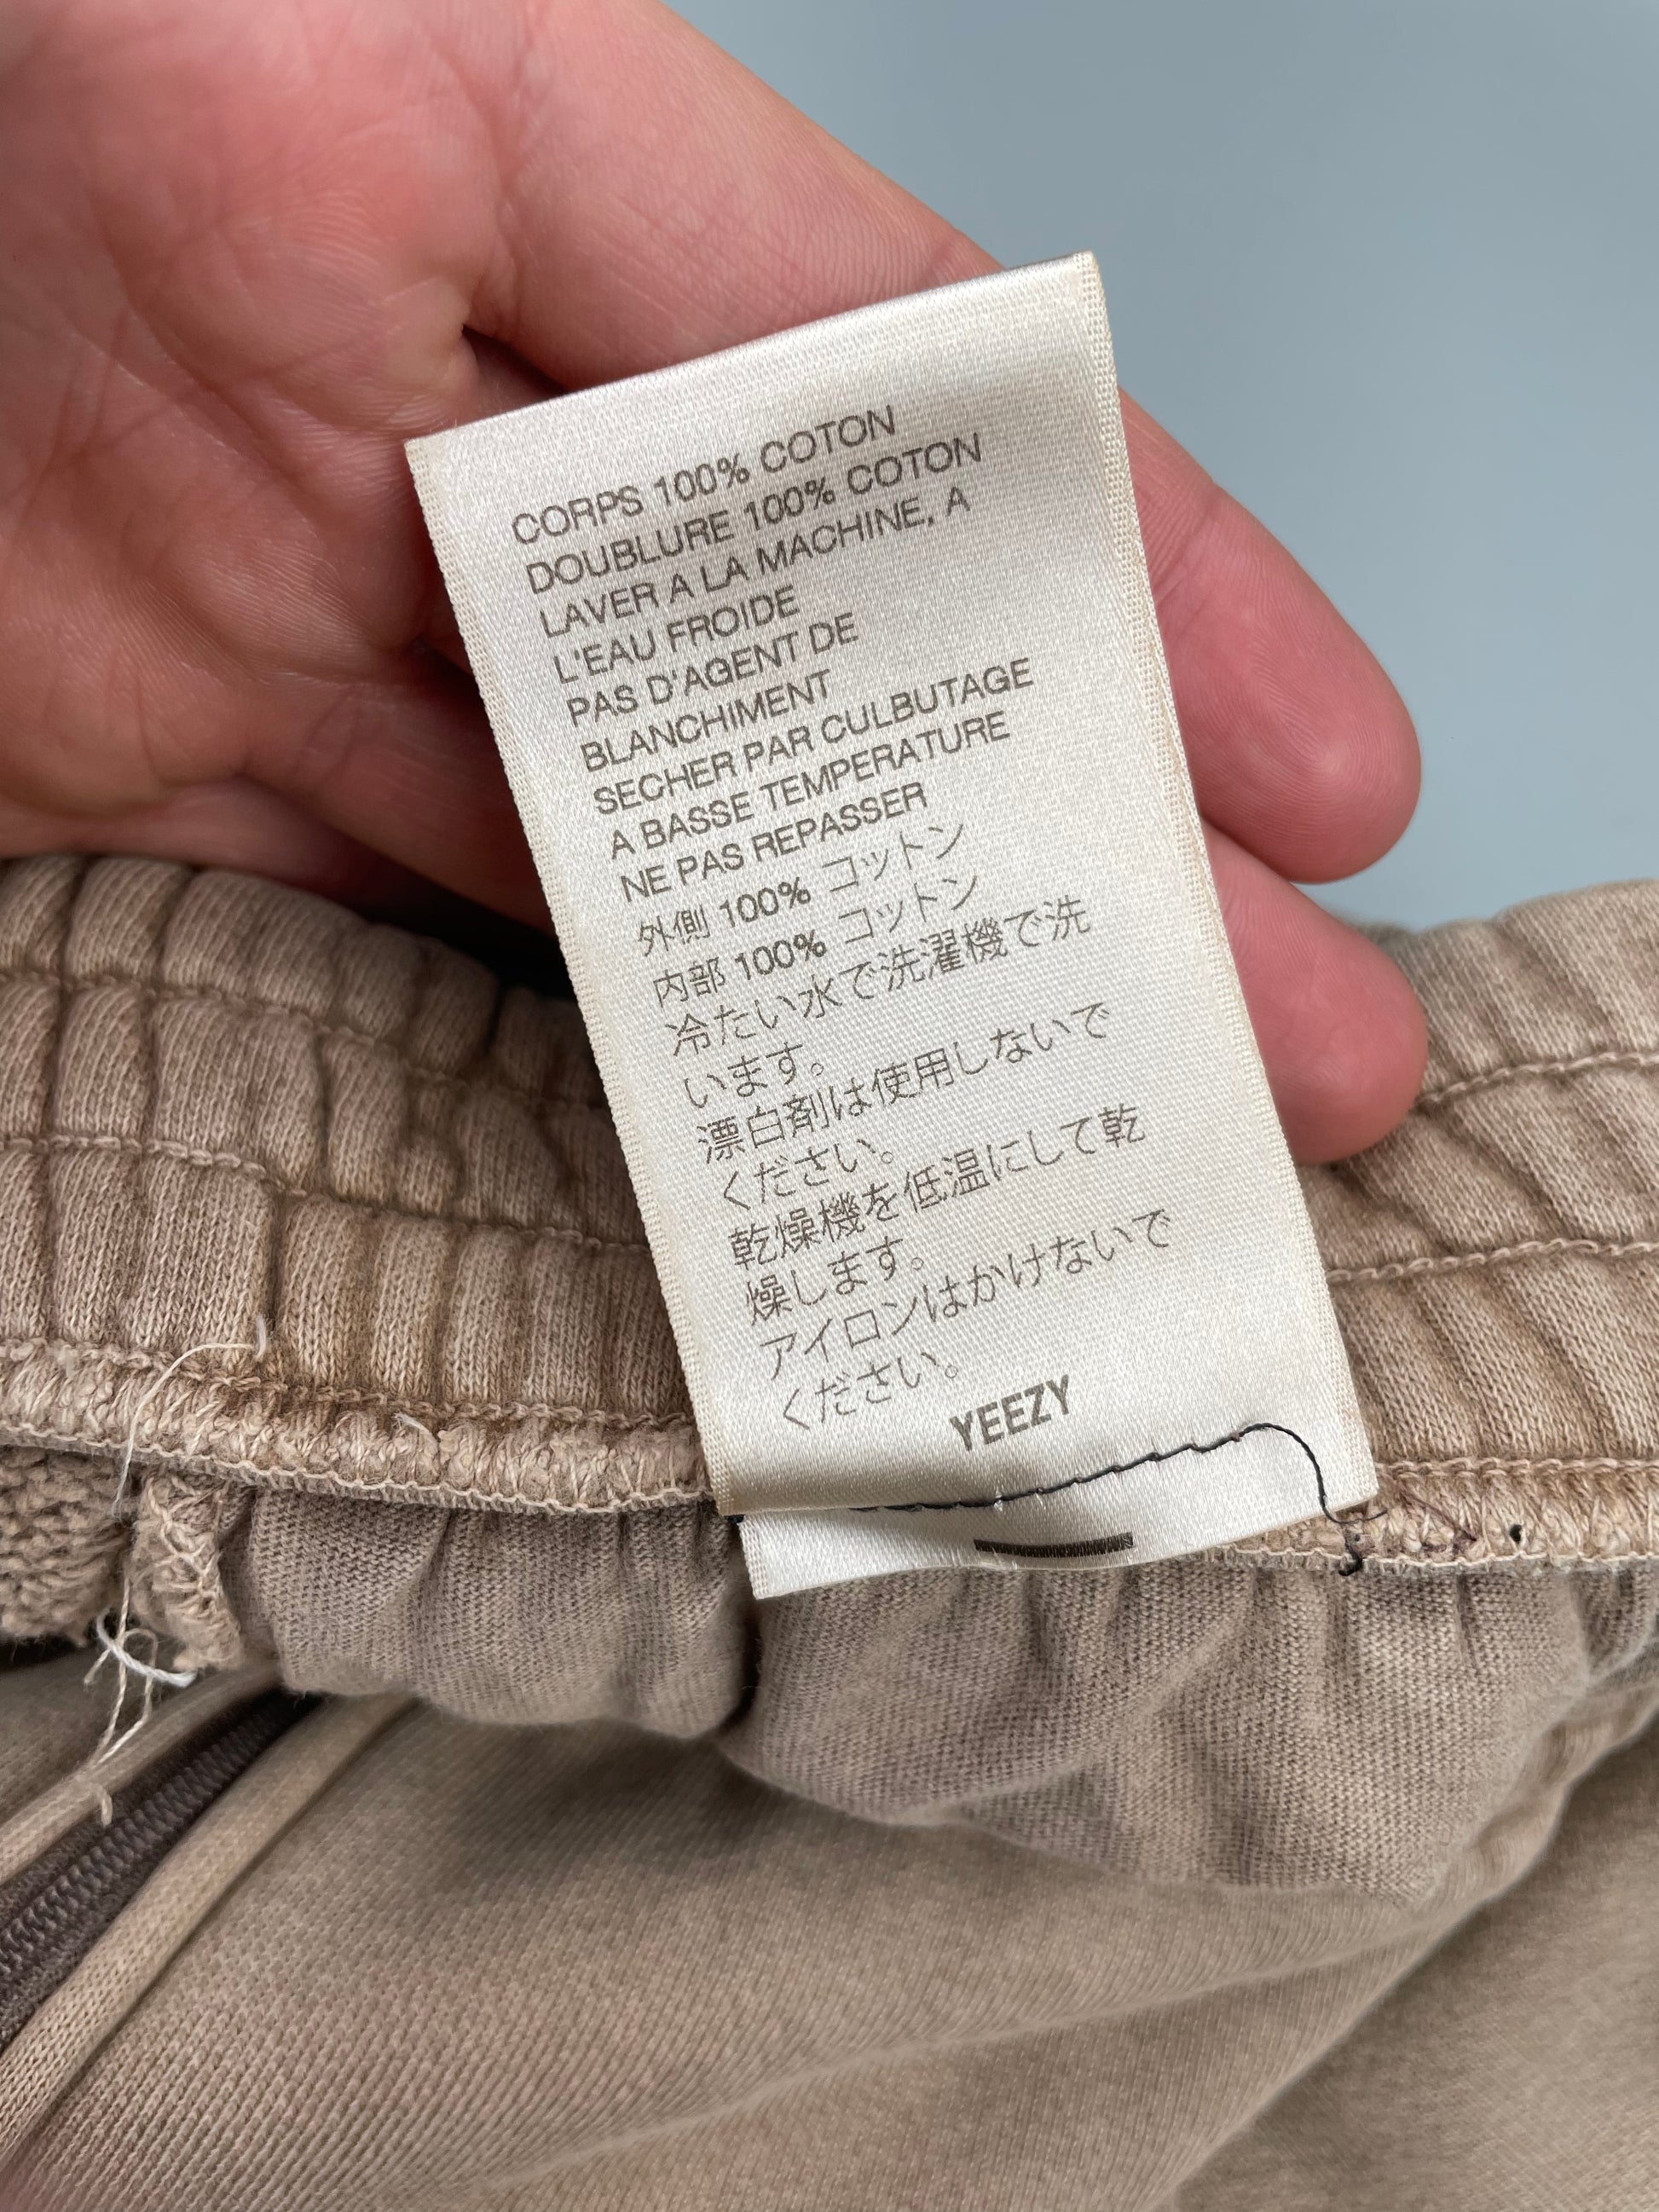 CORPS 100% COTON
DOUBLURE 100% COTON
LAVER A LA MACHINE, A
L'EAU FROIDE
PAS D'AGENT DE
BLANCHIMENT
SECHER PAR CULBUTAGE
A BASSE TEMPERATURE
NE PAS REPASSER
外側 100% コットン
内部 100% コットン
冷たい水で洗濯機で洗
います。
漂白剤は使用しないで
ください。
乾燥機を低温にして乾
燥します。
アイロンはかけないで
ください。
YEEZY